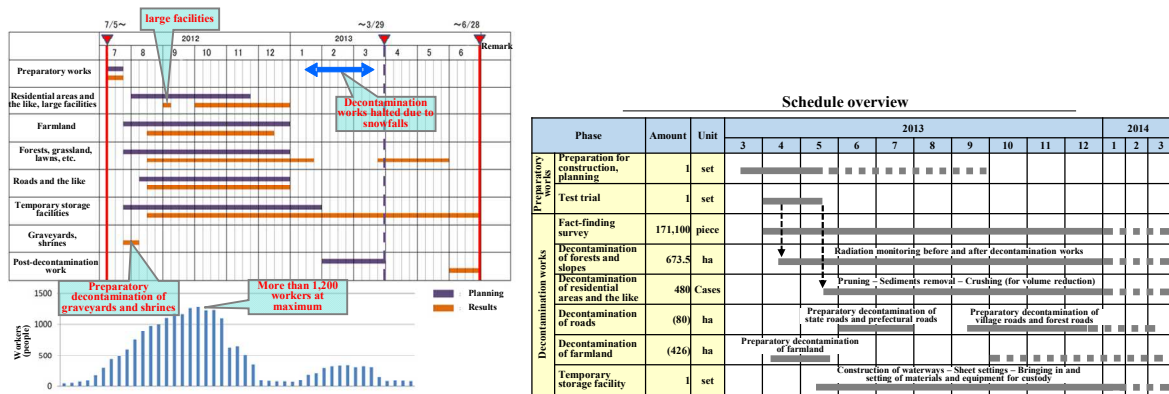 large facilities
7/5～
～3/29
～6/28
Remark
2012
2013
7
8
9
10
11
12
1
2
3
4
5
6
Preparatory works
Residential areas and
the like, large facilities
Farmland
Forests, grassland,
lawns, etc.
Roads and the like
Temporary storage
facilities
Graveyards,
shrines
Post-decontamination
work
Decontamination
works halted due to
snowfalls
Preparatory
decontamination of
graveyards and shrines
More than 1,200
workers at
maximum
Planning
Results
Workers
(people)
1500
1000
500
0
Schedule overview
Phase
Amount
Unit
2013
2014
3
4
5
6
7
8
9
10
11
12
1
2
3
Preparatory
works
Preparation for
construction,
planning
1
set
Test trial
1
set
Decontamination works
Fact-finding
survey
171,100
piece
Decontamination
of forests and
slopes
673.5
ha
Radiation monitoring before and after decontamination works
Decontamination
of residential
areas and the like
480
Cases
Pruning – Sediments removal – Crushing (for volume reduction)
Decontamination
of roads
(80)
ha
Preparatory decontamination of
state roads and prefectural roads
Preparatory decontamination of
village roads and forest roads
Decontamination
of farmland
(426)
ha
Preparatory decontamination
of farmland
Temporary
storage facility
1
set
Construction of waterways – Sheet settings – Bringing in and
setting of materials and equipment for custody